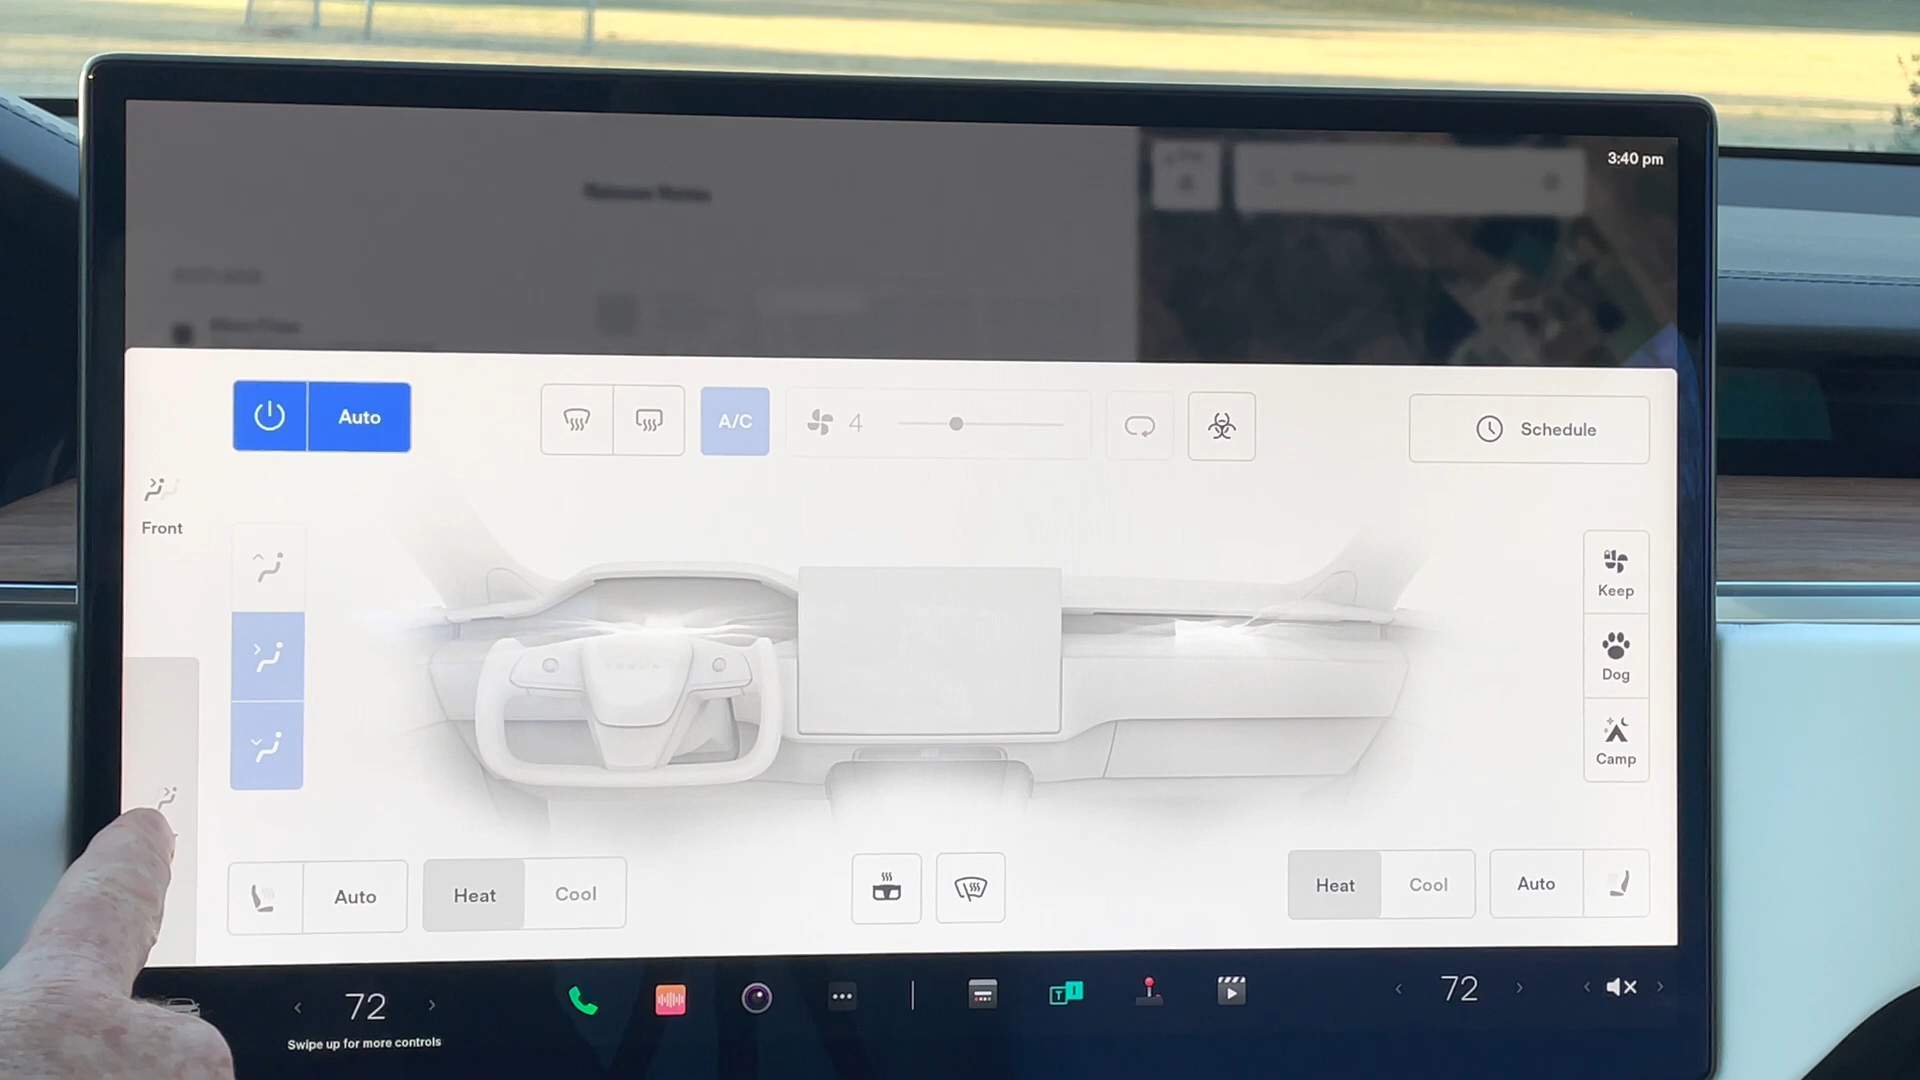 3:40 pm
Auto
A/C
4
Schedule
Front
Keep
Dog
Camp
Auto
Heat
Cool
Heat
Cool
Auto
72
Swipe up for more controls
T
72